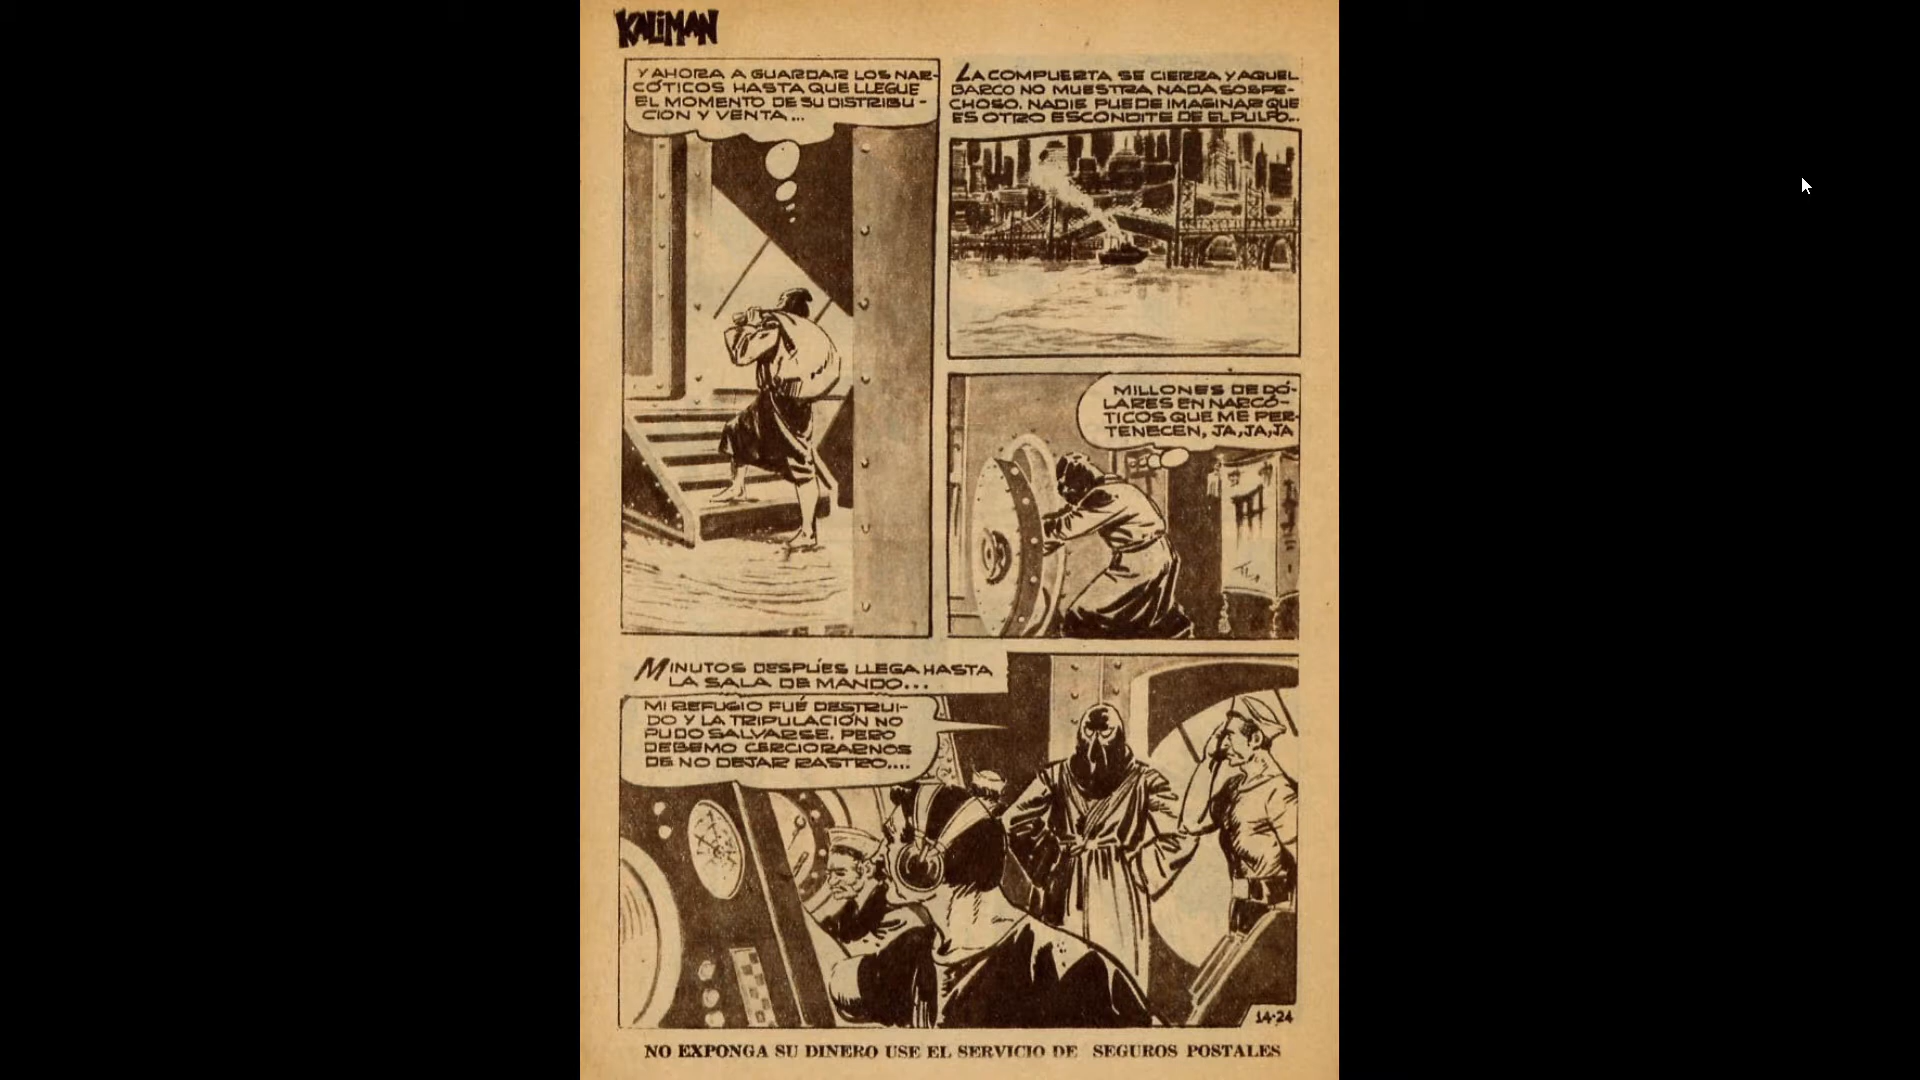 KALIMAN
Y AHORA A GUARDAR LOS NAR-
CÓTICOS HASTA QUE LLEGUE
EL MOMENTO DE SU DISTRIBU-
CION Y VENTA...
LA COMPUERTA SE CIERRA Y AQUEL
BARCO NO MUESTRA NADA SOSPE-
CHOSO. NADIE PUEDE IMAGINAR QUE
ES OTRO ESCONDITE DE EL PULPO...
MILLONES DE DÓ-
LARES EN NARCÓ-
TICOS QUE ME PER-
TENECEN, JA, JA, JA
MINUTOS DESPUÉS LLEGA HASTA
LA SALA DE MANDO...
MI REFUGIO FUÉ DESTRUI-
DO Y LA TRIPULACIÓN NO
PUDO SALVARSE. PERO
DEBEMO CERCIORARNOS
DE NO DEJAR RASTRO....
14-24
NO EXPONGA SU DINERO USE EL SERVICIO DE SEGUROS POSTALES